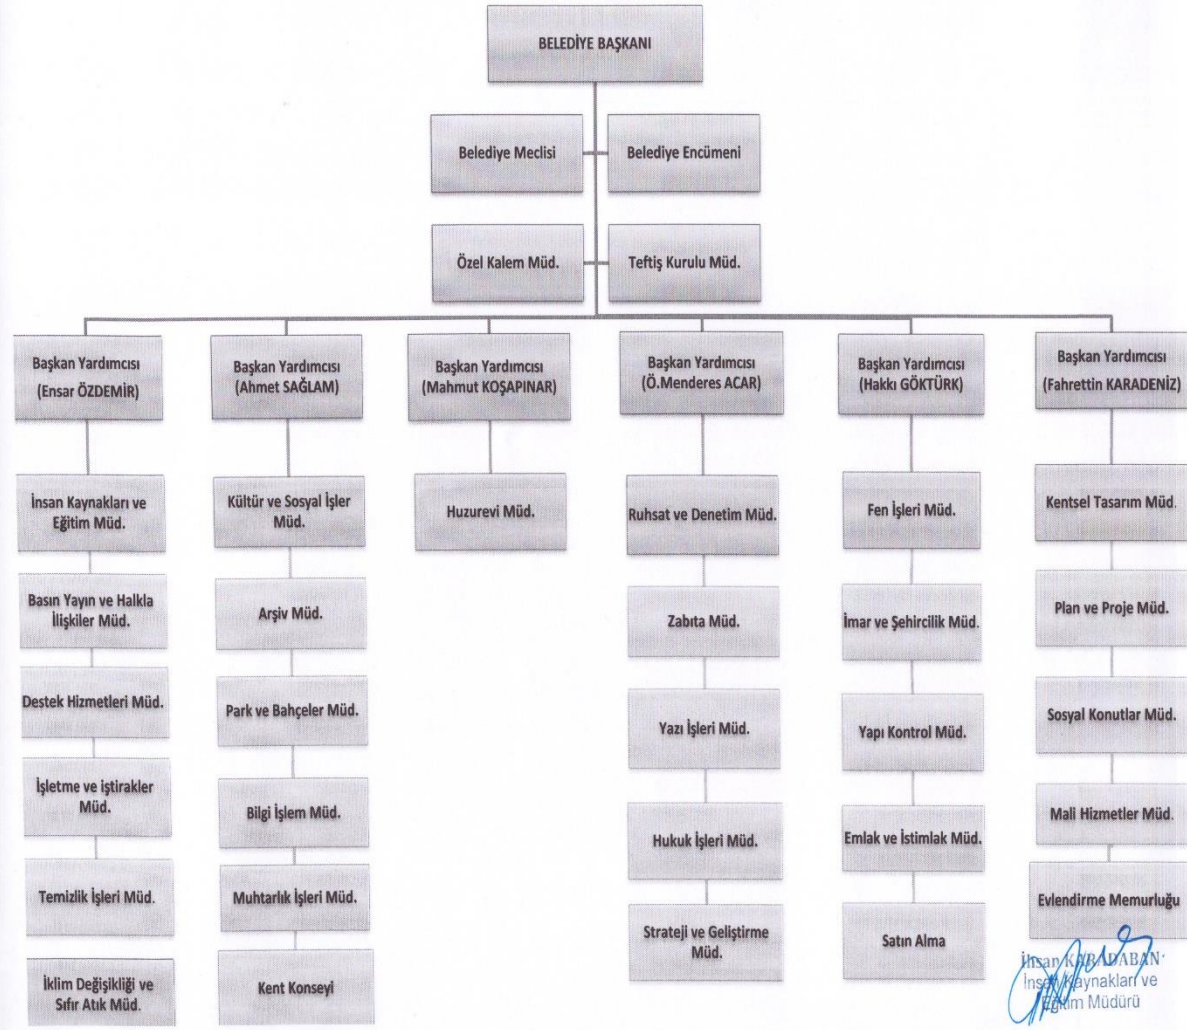 BELEDİYE BAŞKANI
Belediye Meclisi
Belediye Encümeni
Özel Kalem Müd.
Teftiş Kurulu Müd.
Başkan Yardımcısı
(Ensar ÖZDEMİR)
İnsan Kaynakları ve
Eğitim Müd.
Basın Yayın ve Halkla
İlişkiler Müd.
Destek Hizmetleri Müd.
İşletme ve iştirakler
Müd.
Temizlik İşleri Müd.
İklim Değişikliği ve
Sıfır Atık Müd.
Başkan Yardımcısı
(Ahmet SAĞLAM)
Kültür ve Sosyal İşler
Müd.
Arşiv Müd.
Park ve Bahçeler Müd.
Bilgi İşlem Müd.
Muhtarlık İşleri Müd.
Kent Konseyi
Başkan Yardımcısı
(Mahmut KOŞAPINAR)
Huzurevi Müd.
Başkan Yardımcısı
(Ö.Menderes ACAR)
Ruhsat ve Denetim Müd.
Zabıta Müd.
Yazı İşleri Müd.
Hukuk İşleri Müd.
Strateji ve Geliştirme
Müd.
Başkan Yardımcısı
(Hakkı GÖKTÜRK)
Fen İşleri Müd.
İmar ve Şehircilik Müd.
Yapı Kontrol Müd.
Emlak ve İstimlak Müd.
Satın Alma
Başkan Yardımcısı
(Fahrettin KARADENİZ)
Kentsel Tasarım Müd.
Plan ve Proje Müd.
Sosyal Konutlar Müd.
Mali Hizmetler Müd.
Evlendirme Memurluğu
İhsan KARADABAN
İnsan Kaynakları ve
Eğitim Müdürü